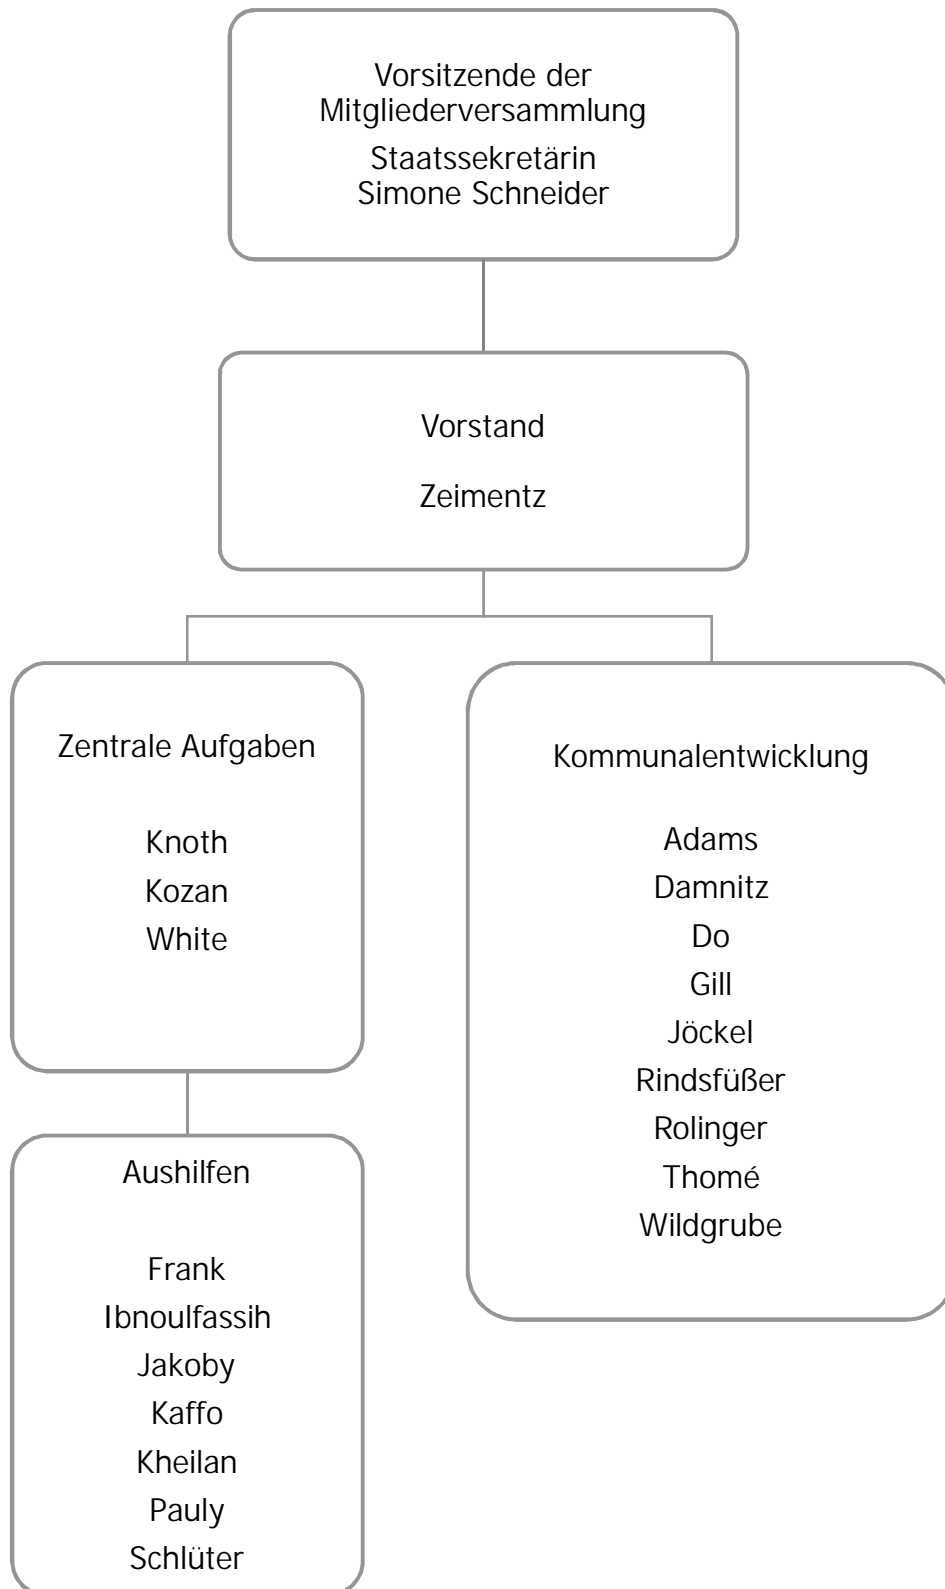 Vorsitzende der
Mitgliederversammlung
Staatssekretärin
Simone Schneider
Vorstand
Zeimentz
Zentrale Aufgaben
Knoth
Kozan
White
Aushilfen
Frank
Ibnoulfassih
Jakoby
Kaffo
Kheilan
Pauly
Schlüter
Kommunalentwicklung
Adams
Damnitz
Do
Gill
Jöckel
Rindsfüßer
Rolinger
Thomé
Wildgrube